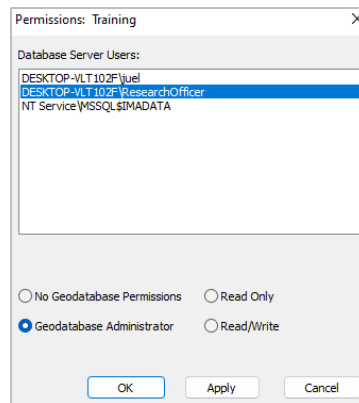 Permissions: Training
Database Server Users:
DESKTOP-VLT102F\juel
DESKTOP-VLT102F\ResearchOfficer
NT Service\MSSQL$IMADATA
No Geodatabase Permissions Read Only
Geodatabase Administrator Read/Write
OK Apply Cancel